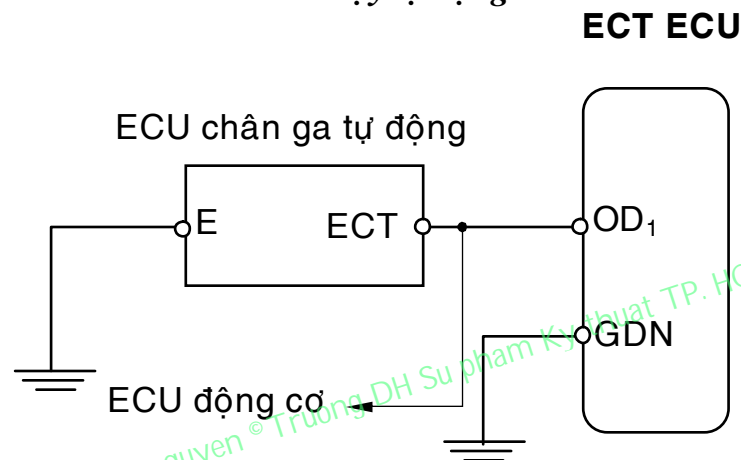 ECT ECU
ECU chân ga tự động
E
ECT
OD₁
GDN
ECU động cơ
guyen © Truong DH Su pham Ky thuat TP. HC